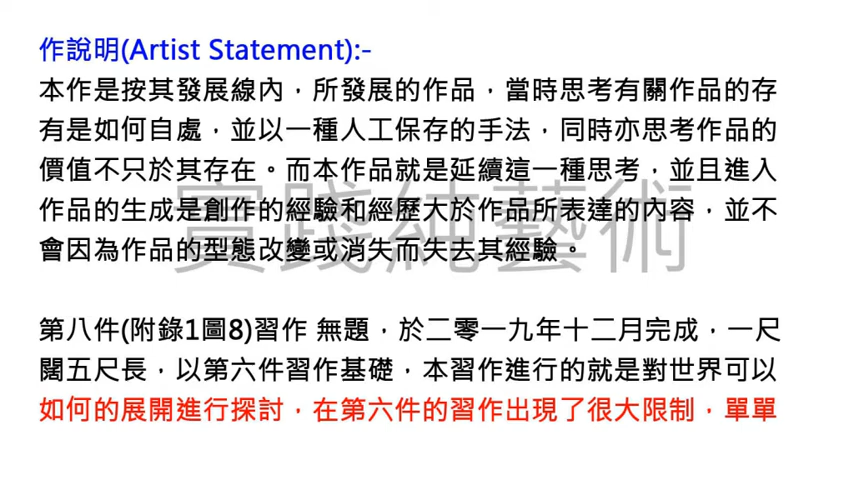 作說明(Artist Statement):-
本作是按其發展線內，所發展的作品，當時思考有關作品的存
有是如何自處，並以一種人工保存的手法，同時亦思考作品的
價值不只於其存在。而本作品就是延續這一種思考，並且進入
作品的生成是創作的經驗和經歷大於作品所表達的內容，並不
會因為作品的型態改變或消失而失去其經驗。
實踐純藝術
第八件(附錄1圖8)習作 無題，於二零一九年十二月完成，一尺
闊五尺長，以第六件習作基礎，本習作進行的就是對世界可以
如何的展開進行探討，在第六件的習作出現了很大限制，單單